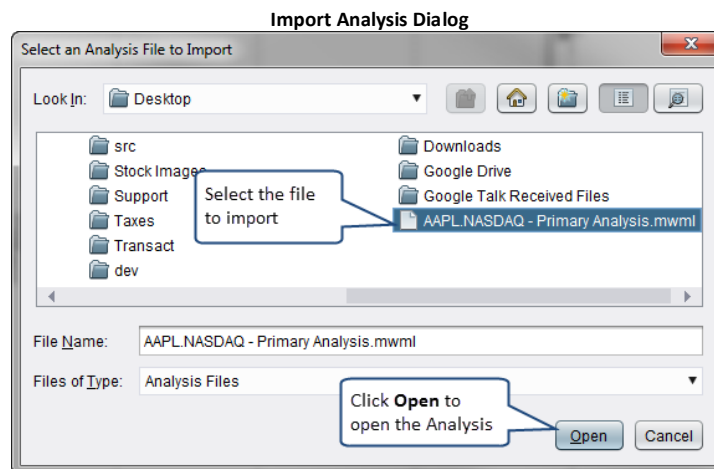 Import Analysis Dialog
Select an Analysis File to Import
Look In: Desktop
src
Stock Images
Support
Taxes
Transact
dev
Downloads
Google Drive
Google Talk Received Files
AAPL.NASDAQ - Primary Analysis.mwml
Select the file
to import
File Name: AAPL.NASDAQ - Primary Analysis.mwml
Files of Type: Analysis Files
Click Open to
open the Analysis
Open Cancel